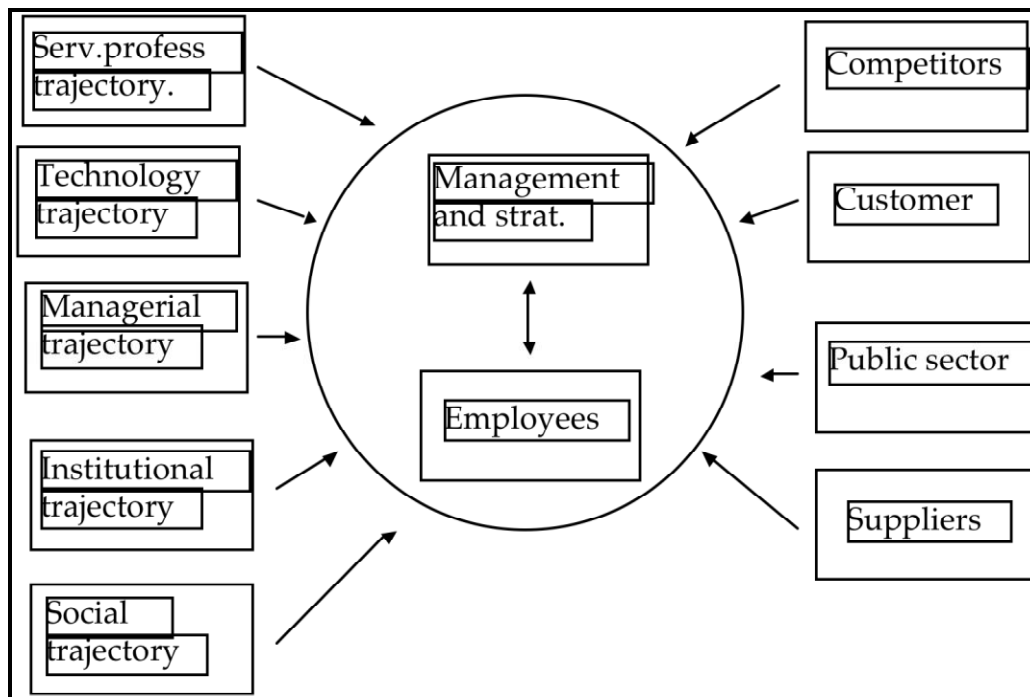 Serv.profess
trajectory.
Technology
trajectory
Managerial
trajectory
Institutional
trajectory
Social
trajectory
Management
and strat.
Employees
Competitors
Customer
Public sector
Suppliers